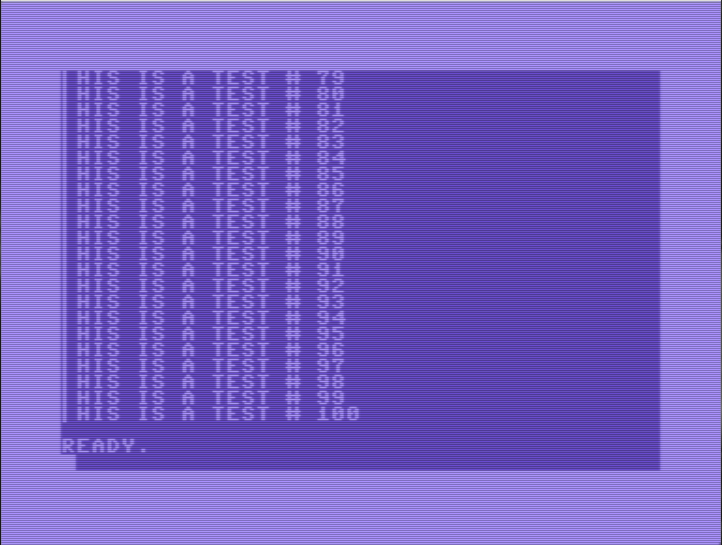 HIS IS A TEST # 79
HIS IS A TEST # 80
HIS IS A TEST # 81
HIS IS A TEST # 82
HIS IS A TEST # 83
HIS IS A TEST # 84
HIS IS A TEST # 85
HIS IS A TEST # 86
HIS IS A TEST # 87
HIS IS A TEST # 88
HIS IS A TEST # 89
HIS IS A TEST # 90
HIS IS A TEST # 91
HIS IS A TEST # 92
HIS IS A TEST # 93
HIS IS A TEST # 94
HIS IS A TEST # 95
HIS IS A TEST # 96
HIS IS A TEST # 97
HIS IS A TEST # 98
HIS IS A TEST # 99
HIS IS A TEST # 100
READY.